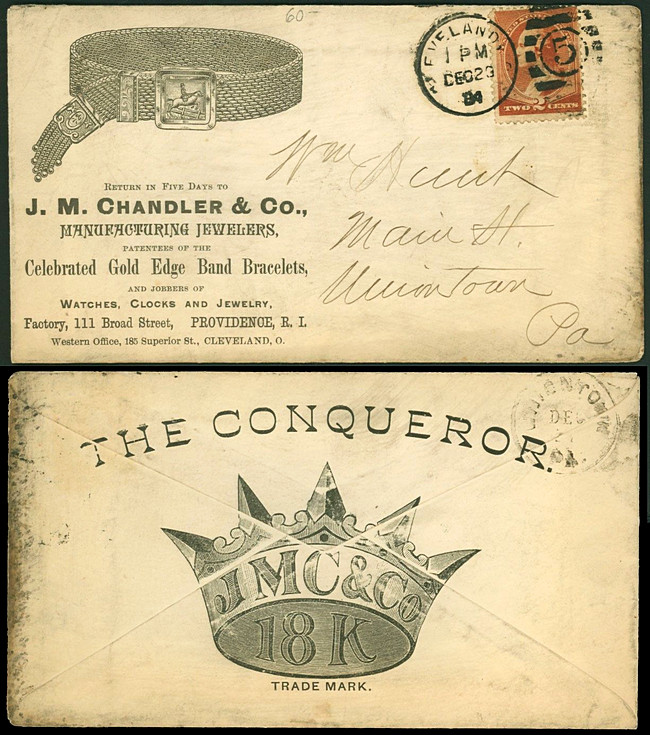 60-
CLEVELAND, O.
1 PM
DEC 29
84
5
TWO 2 CENTS
RETURN IN FIVE DAYS TO
J. M. CHANDLER & CO.,
MANUFACTURING JEWELERS,
PATENTEES OF THE
Celebrated Gold Edge Band Bracelets,
AND JOBBERS OF
WATCHES, CLOCKS AND JEWELRY,
Factory, 111 Broad Street, PROVIDENCE, R. I.
Western Office, 185 Superior St., CLEVELAND, O.
Wm Hunt
Main St.
Uniontown
Pa
THE CONQUEROR.
DEC
PA.
JMC & Co
18 K
TRADE MARK.